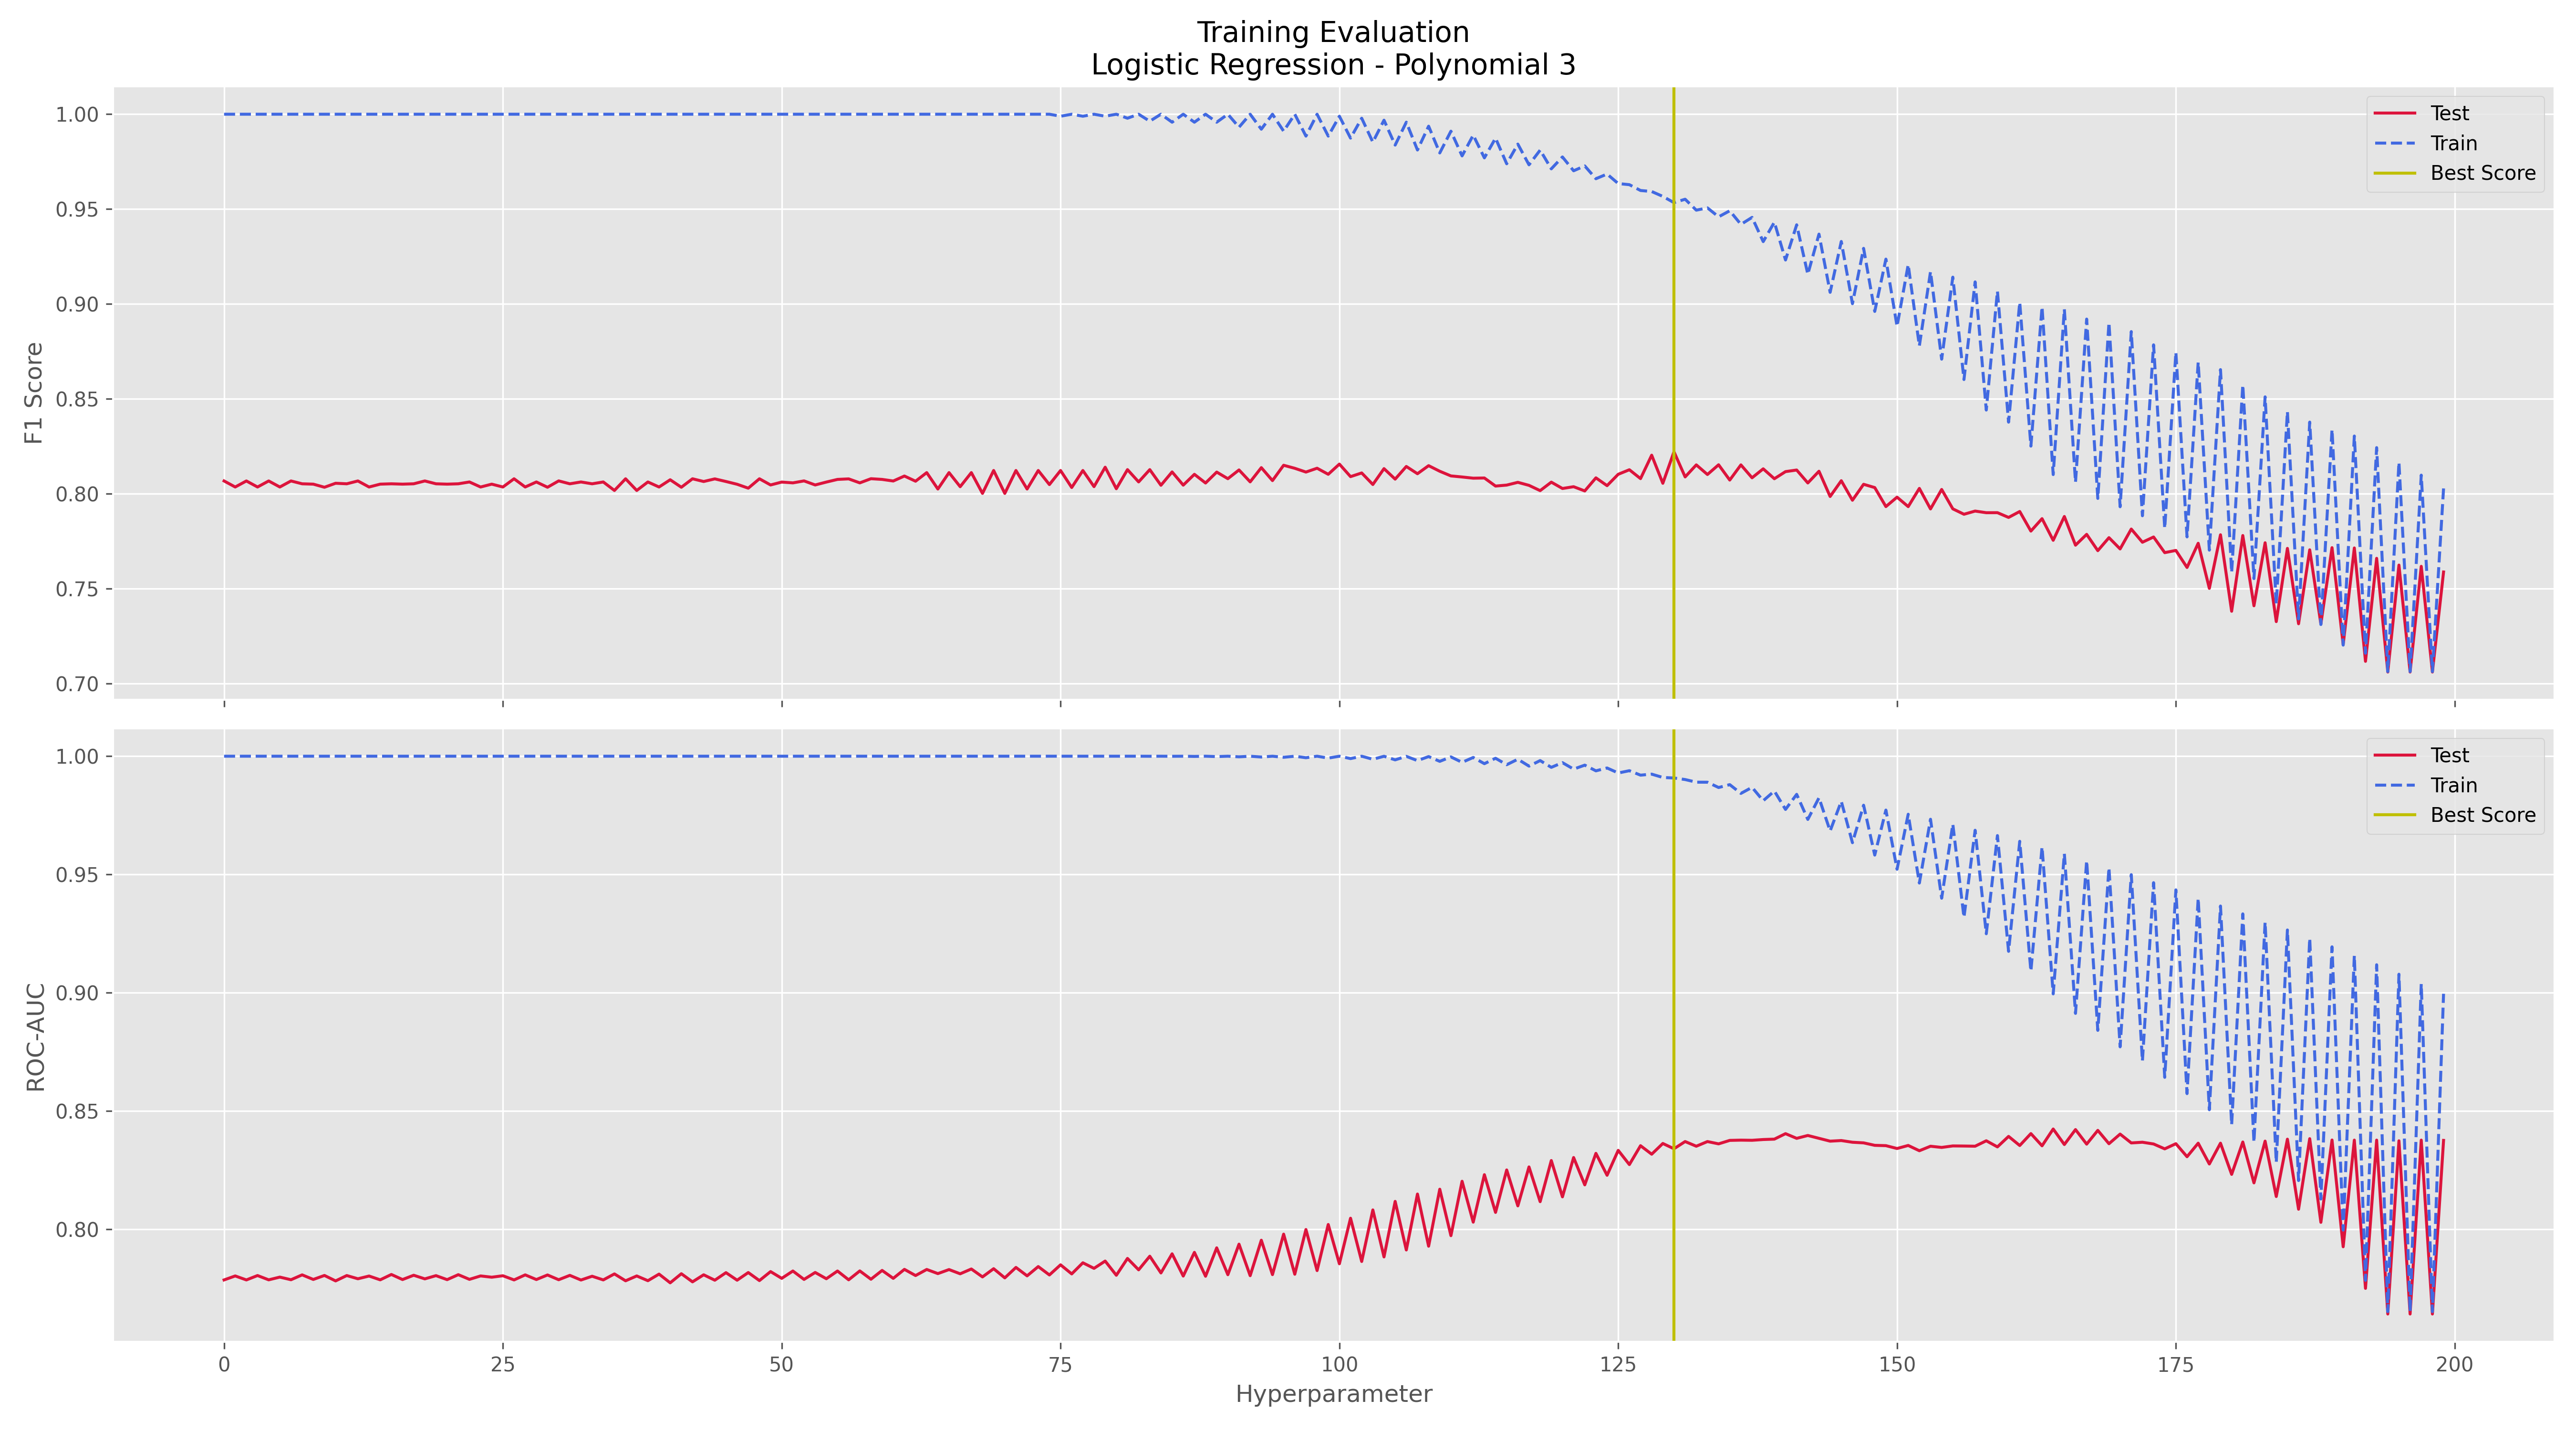 Training Evaluation
Logistic Regression - Polynomial 3
1.00
0.95
0.90
0.85
0.80
0.75
0.70
F1 Score
Test
Train
Best Score
1.00
0.95
0.90
0.85
0.80
ROC-AUC
Test
Train
Best Score
0 25 50 75 100 125 150 175 200
Hyperparameter